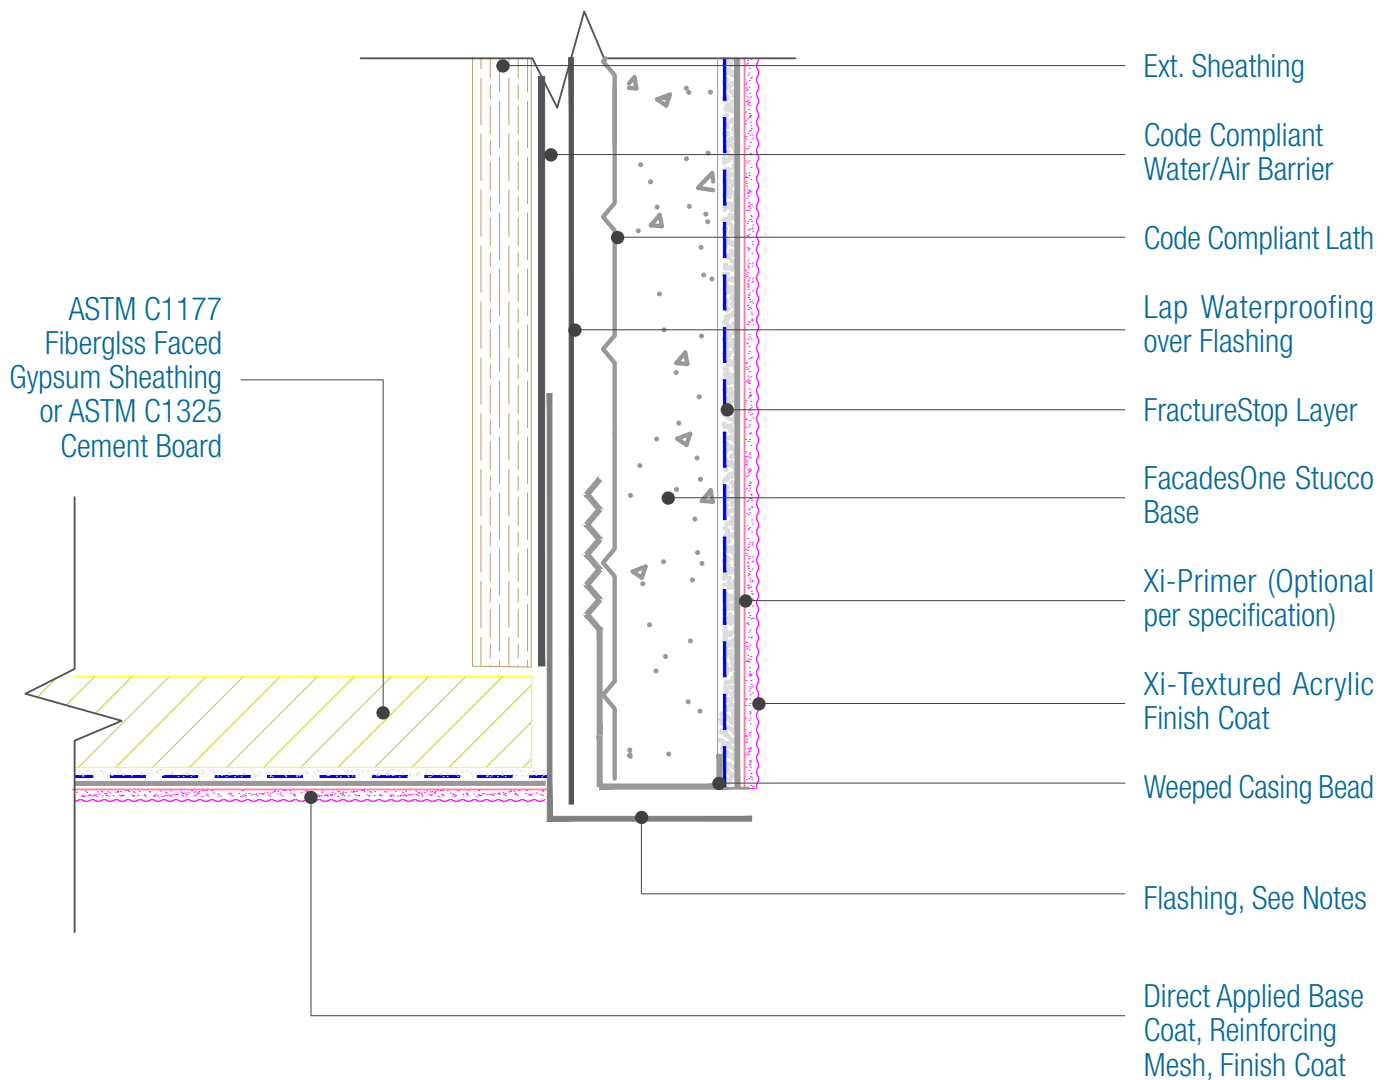 Ext. Sheathing
Code Compliant
Water/Air Barrier
Code Compliant Lath
Lap Waterproofing
over Flashing
ASTM C1177
Fiberglss Faced
Gypsum Sheathing
or ASTM C1325
Cement Board
FractureStop Layer
FacadesOne Stucco
Base
Xi-Primer (Optional
per specification)
Xi-Textured Acrylic
Finish Coat
Weeped Casing Bead
Flashing, See Notes
Direct Applied Base
Coat, Reinforcing
Mesh, Finish Coat